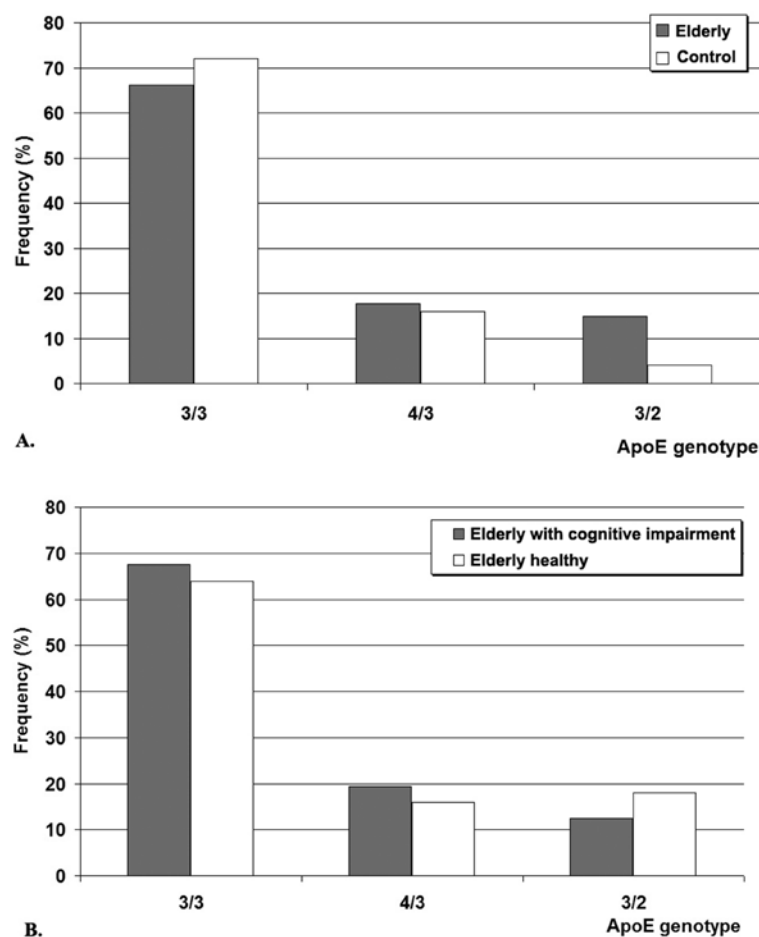 80
70
60
50
40
30
20
10
0
Frequency (%)
Elderly
Control
3/3 4/3 3/2
A.
ApoE genotype
80
70
60
50
40
30
20
10
0
Frequency (%)
Elderly with cognitive impairment
Elderly healthy
3/3 4/3 3/2
B.
ApoE genotype